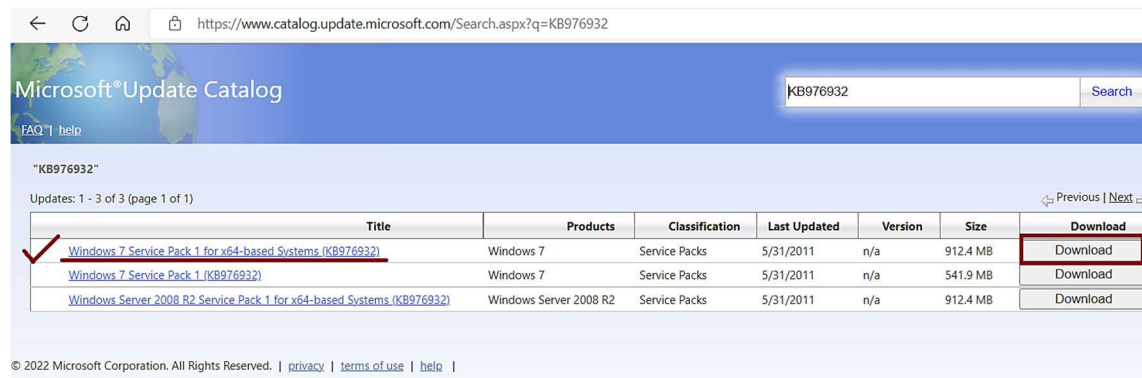 https://www.catalog.update.microsoft.com/Search.aspx?q=KB976932
Microsoft®Update Catalog
KB976932 Search
FAQ | help
"KB976932"
Updates: 1 - 3 of 3 (page 1 of 1) Previous | Next
Title Products Classification Last Updated Version Size Download
Windows 7 Service Pack 1 for x64-based Systems (KB976932) Windows 7 Service Packs 5/31/2011 n/a 912.4 MB Download
Windows 7 Service Pack 1 (KB976932) Windows 7 Service Packs 5/31/2011 n/a 541.9 MB Download
Windows Server 2008 R2 Service Pack 1 for x64-based Systems (KB976932) Windows Server 2008 R2 Service Packs 5/31/2011 n/a 912.4 MB Download
© 2022 Microsoft Corporation. All Rights Reserved. | privacy | terms of use | help |